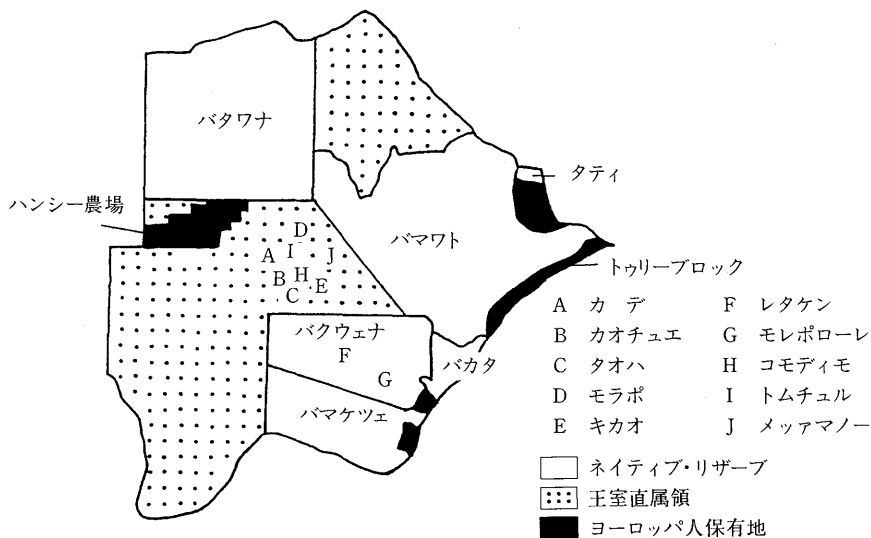 バタワナ
ハンシー農場
タティ
バマワト
トゥリーブロック
D
I
A
J
H
B
E
C
バクウェナ
F
G
バカタ
バマケツェ
A カデ
B カオチュエ
C タオハ
D モラポ
E キカオ
F レタケン
G モレポローレ
H コモディモ
I トムチュル
J メッァマノー
ネイティブ・リザーブ
王室直属領
ヨーロッパ人保有地